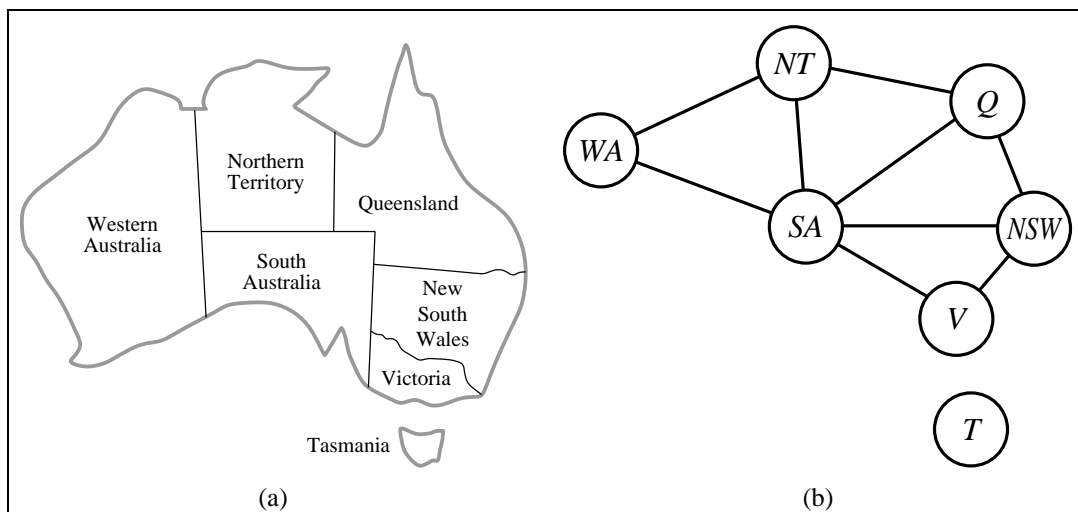 Northern
Territory
Western
Australia
Queensland
South
Australia
New
South
Wales
Victoria
Tasmania
(a)
NT
Q
WA
SA
NSW
V
T
(b)